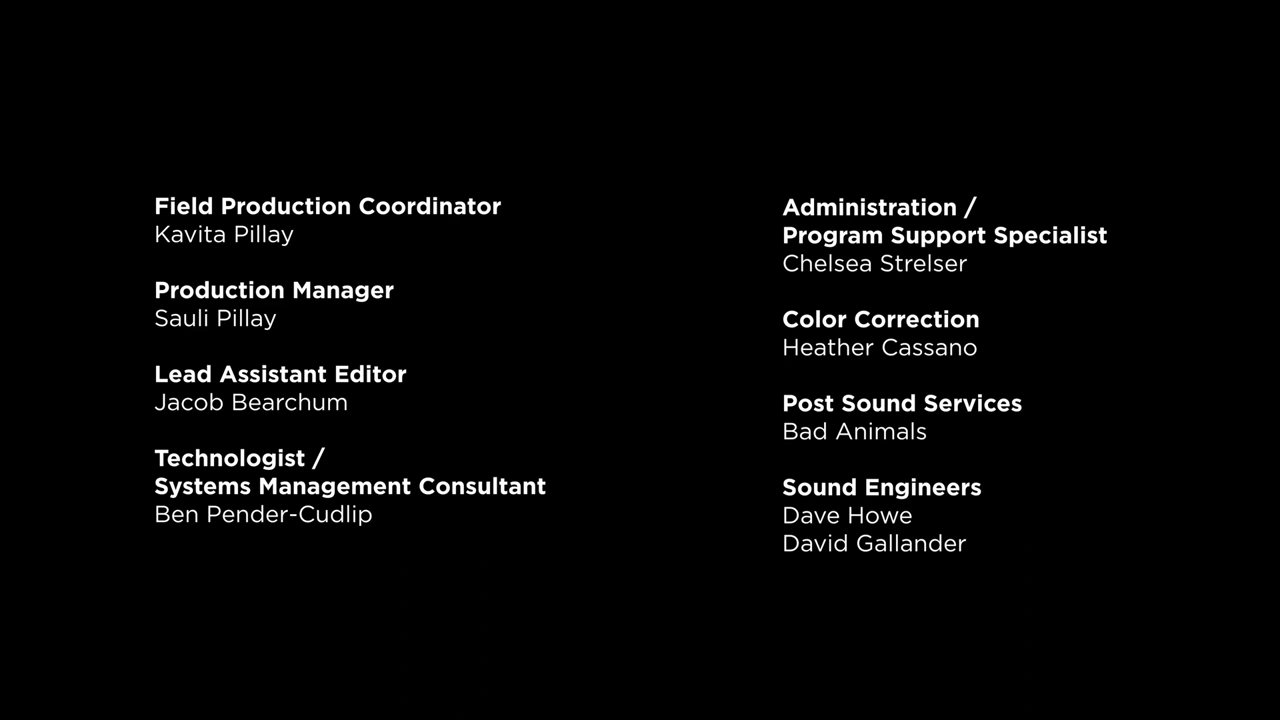 Field Production Coordinator
Kavita Pillay
Production Manager
Sauli Pillay
Lead Assistant Editor
Jacob Bearchum
Technologist /
Systems Management Consultant
Ben Pender-Cudlip
Administration /
Program Support Specialist
Chelsea Strelser
Color Correction
Heather Cassano
Post Sound Services
Bad Animals
Sound Engineers
Dave Howe
David Gallander